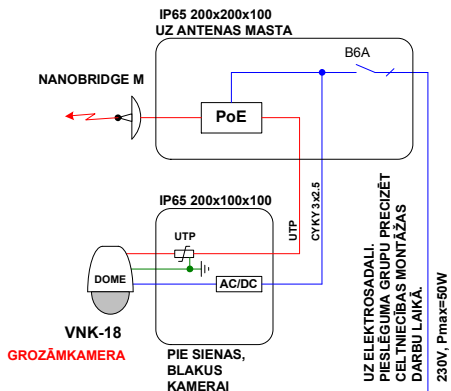 IP65 200x200x100
UZ ANTENAS MASTA
B6A
NANOBRIDGE M
PoE
IP65 200x100x100
UTP
UTP
CYKY 3x2.5
DOME
AC/DC
VNK-18
GROZĀMKAMERA
PIE SIENAS,
BLAKUS
KAMERAI
UZ ELEKTROSADALI.
PIESLĒGUMA GRUPU PRECIZĒT
CELTNIECĪBAS MONTĀŽAS
DARBU LAIKĀ.
230V, Pmax=50W